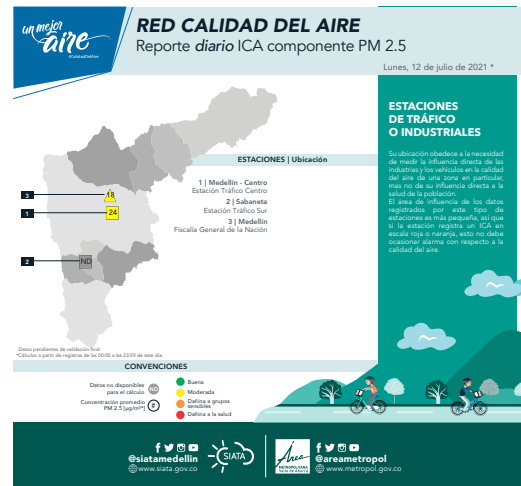 un mejor
aire
#CalidadDelAire
RED CALIDAD DEL AIRE
Reporte diario ICA componente PM 2.5
Lunes, 12 de julio de 2021 *
ESTACIONES | Ubicación
1 | Medellín - Centro
Estación Tráfico Centro
2 | Sabaneta
Estación Tráfico Sur
3 | Medellín
Fiscalía General de la Nación
3
18
1
24
2
ND
ESTACIONES
DE TRÁFICO
O INDUSTRIALES
Su ubicación obedece a la necesidad
de medir la influencia directa de las
industrias y los vehículos en la calidad
del aire de una zona en particular,
mas no de su influencia directa a la
salud de la población.
El área de influencia de los datos
registrados por este tipo de
estaciones es más pequeña, así que
si la estación registra un ICA en
escala roja o naranja, esto no debe
ocasionar alarma con respecto a la
calidad del aire.
Datos pendientes de validación final.
*Cálculos a partir de registros de las 00:00 a las 23:59 de este día.
CONVENCIONES
Datos no disponibles
para el cálculo
ND
Concentración promedio
PM 2.5 [µg/m³*]
#
Buena
Moderada
Dañina a grupos
sensibles
Dañina a la salud
@siatamedellin
www.siata.gov.co
SIATA
Área
METROPOLITANA
Valle de Aburrá
@areametropol
www.metropol.gov.co